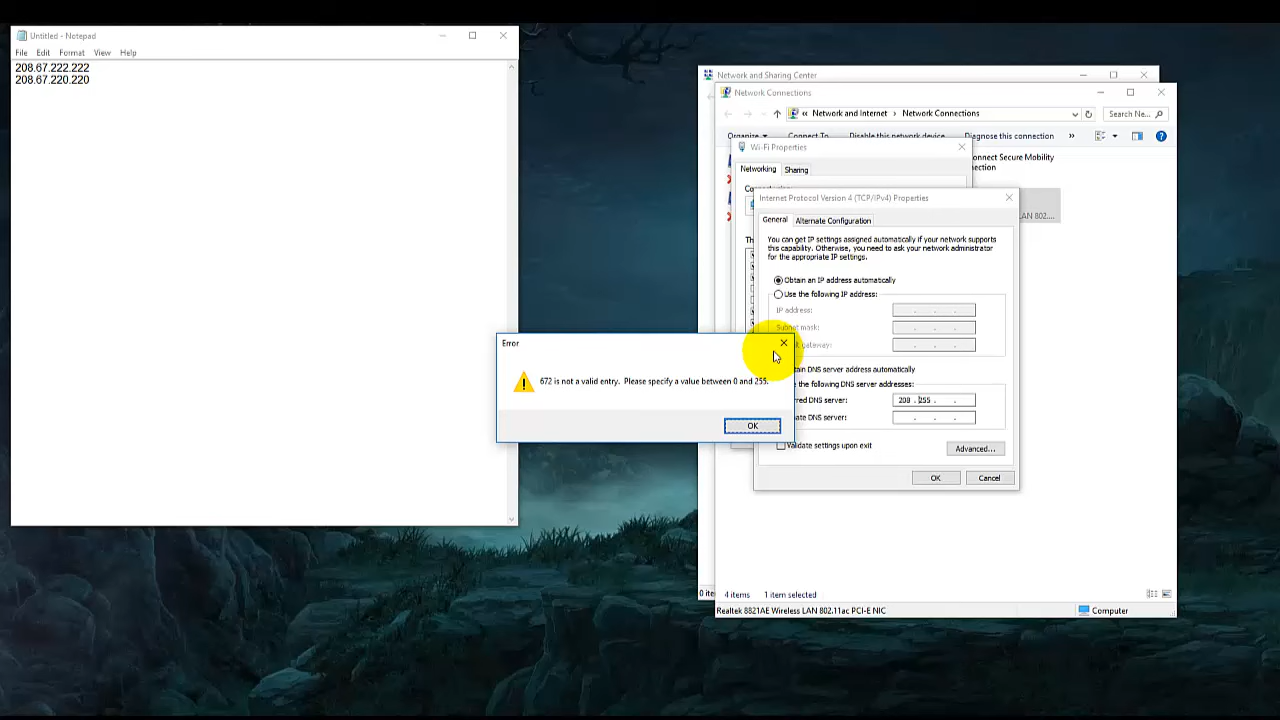 Untitled - Notepad
File Edit Format View Help
208.67.222.222
208.67.220.220
Network and Sharing Center
Network Connections
Network and Internet > Network Connections
Search Ne...
Organize
Connect To
Disable this network device
Diagnose this connection
Wi-Fi Properties
onnect Secure Mobility
Networking Sharing
LAN 802....
Internet Protocol Version 4 (TCP/IPv4) Properties
General Alternate Configuration
You can get IP settings assigned automatically if your network supports
this capability. Otherwise, you need to ask your network administrator
for the appropriate IP settings.
Obtain an IP address automatically
Use the following IP address:
IP address:
Subnet mask:
gateway:
Error
672 is not a valid entry. Please specify a value between 0 and 255.
OK
tain DNS server address automatically
e the following DNS server addresses:
rred DNS server: 208 . 255 . .
ate DNS server: . . .
Validate settings upon exit
Advanced...
OK Cancel
4 items 1 item selected
Realtek 8821AE Wireless LAN 802.11ac PCI-E NIC
Computer